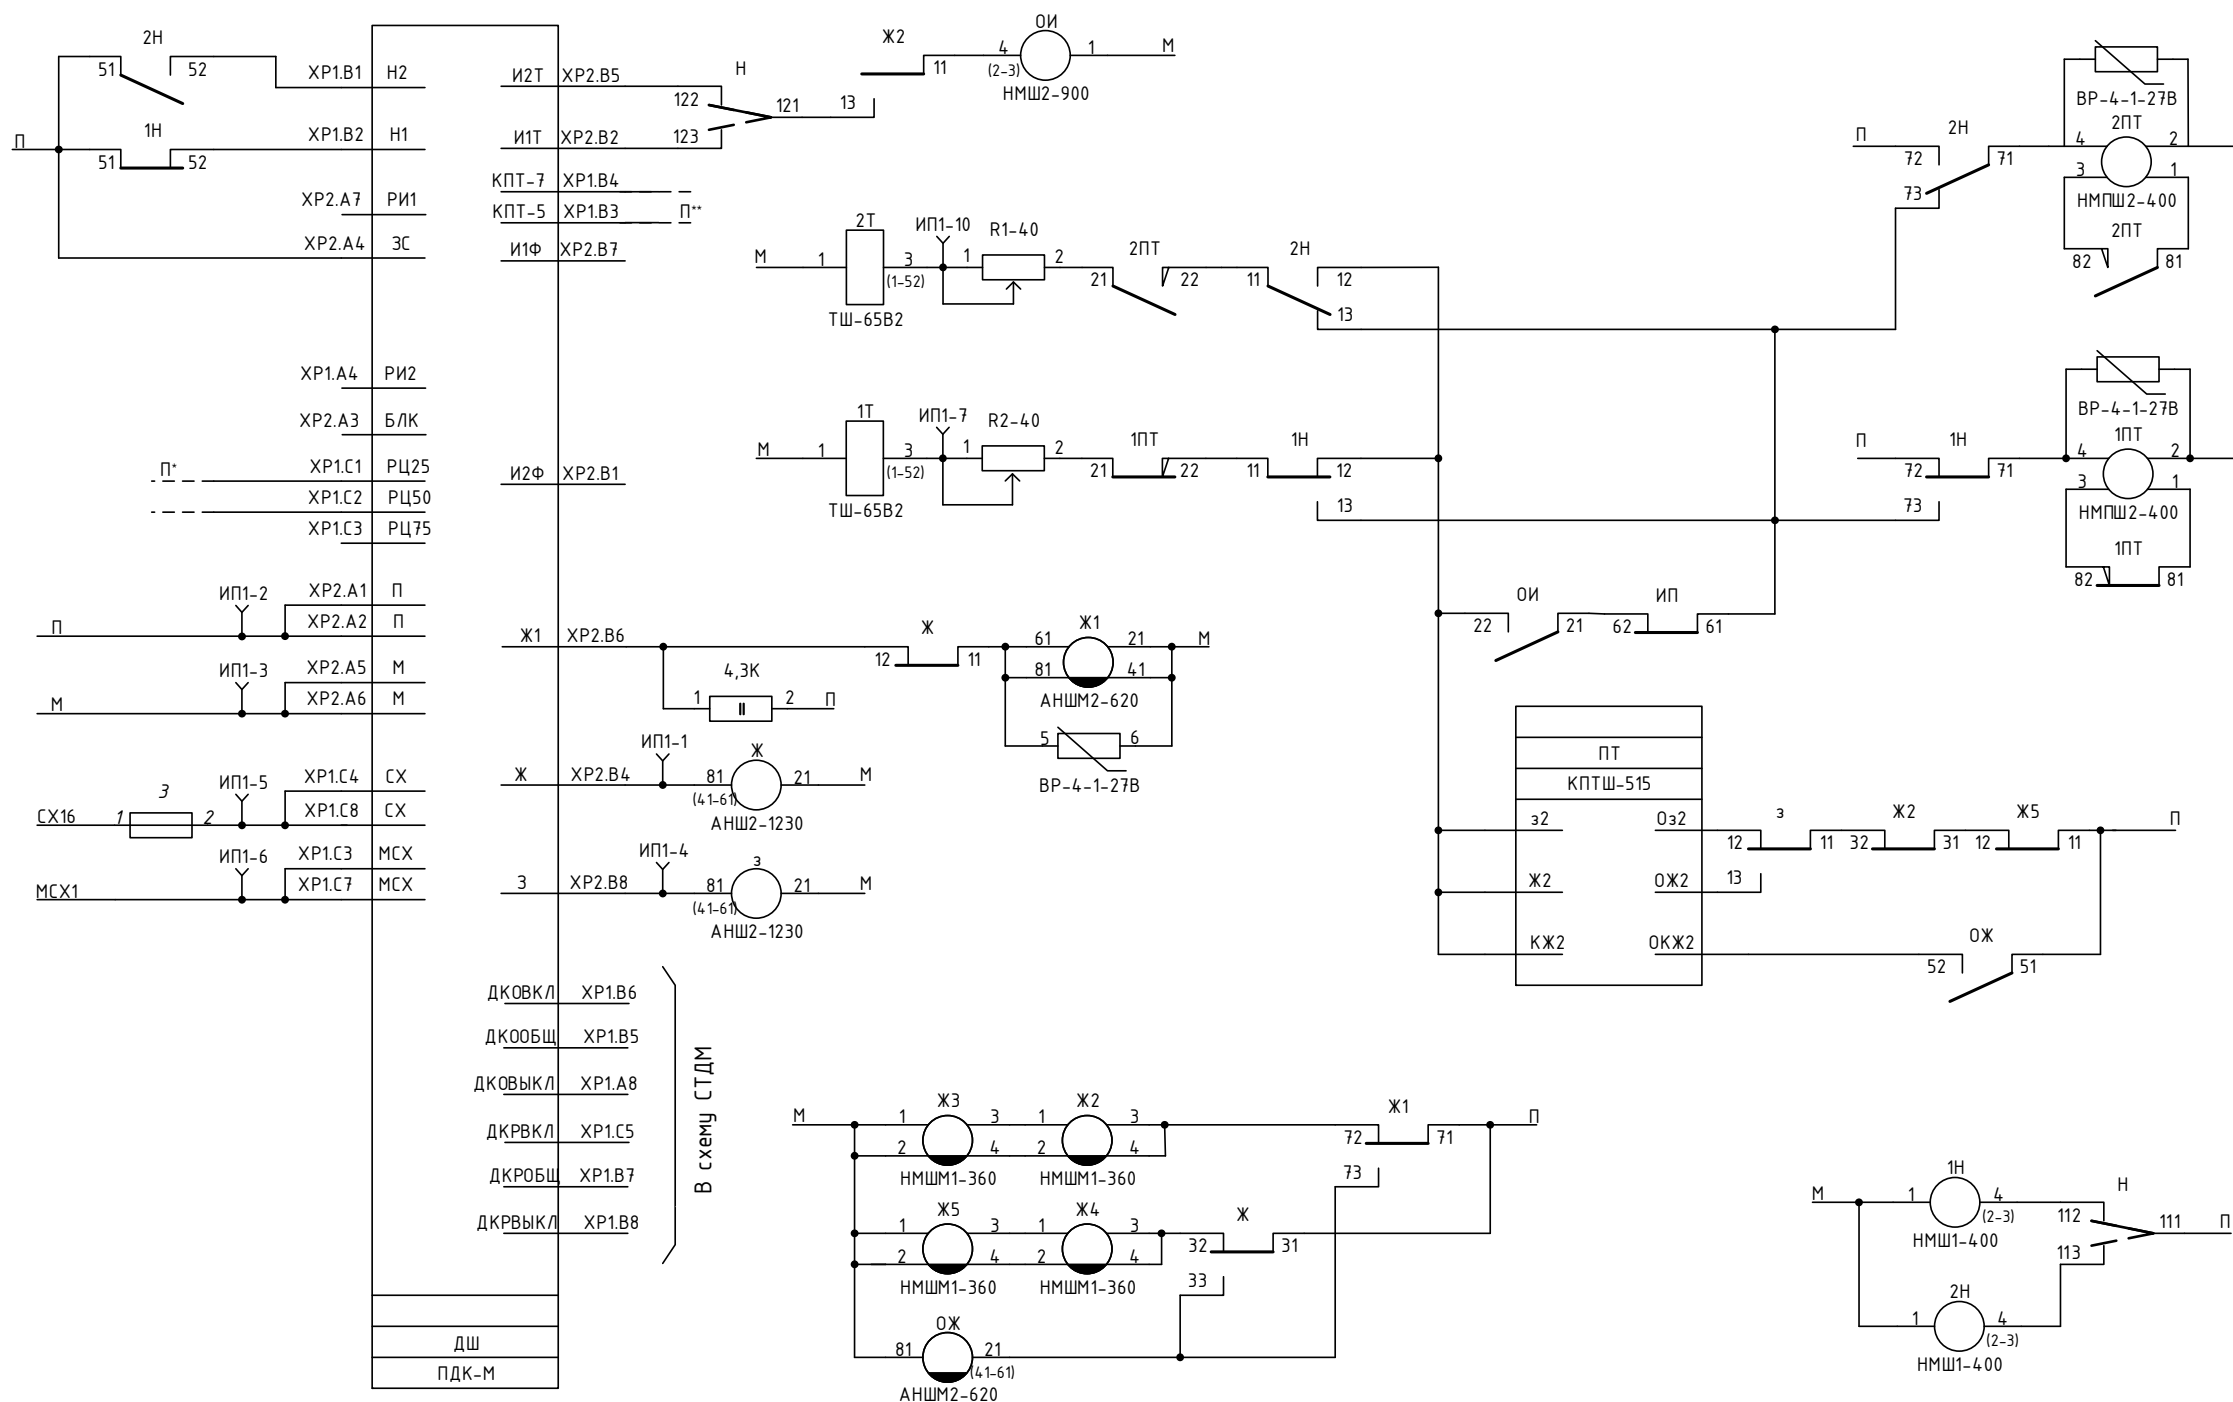 2Н
51
52
ХР1.В1
Н2
П
1Н
51
52
ХР1.В2
Н1
ХР2.А7
РИ1
ХР2.А4
ЗС
ХР1.А4
РИ2
ХР2.А3
БЛК
П*
ХР1.С1
РЦ25
ХР1.С2
РЦ50
ХР1.С3
РЦ75
ИП1-2
ХР2.А1
П
П
ХР2.А2
П
ИП1-3
ХР2.А5
М
М
ХР2.А6
М
ИП1-5
ХР1.С4
СХ
СХ16
1
3
2
ХР1.С8
СХ
ИП1-6
ХР1.С3
МСХ
МСХ1
ХР1.С7
МСХ
И2Т
ХР2.В5
И1Т
ХР2.В2
КПТ-7
ХР1.В4
КПТ-5
ХР1.В3
П**
И1Ф
ХР2.В7
И2Ф
ХР2.В1
Ж1
ХР2.В6
Ж
ХР2.В4
З
ХР2.В8
ДКОВКЛ
ХР1.В6
ДКООБЩ
ХР1.В5
ДКОВЫКЛ
ХР1.А8
ДКРВКЛ
ХР1.С5
ДКРОБЩ
ХР1.В7
ДКРВЫКЛ
ХР1.В8
В схему СТДМ
ДШ
ПДК-М
Н
122
123
121
13
Ж2
11
4
(2-3)
ОИ
1
М
НМШ2-900
М
1
2Т
3
(1-52)
ТШ-65В2
ИП1-10
1
R1-40
2
2ПТ
21
22
2Н
11
12
13
М
1
1Т
3
(1-52)
ТШ-65В2
ИП1-7
1
R2-40
2
1ПТ
21
22
1Н
11
12
13
П
2Н
72
71
73
ВР-4-1-27В
2ПТ
4
2
3
1
НМПШ2-400
2ПТ
82
81
П
1Н
72
71
73
ВР-4-1-27В
1ПТ
4
2
3
1
НМПШ2-400
1ПТ
82
81
ОИ
22
21
ИП
62
61
Ж
12
11
4,3К
1
2
П
Ж1
61
21
М
81
41
АНШМ2-620
5
6
ВР-4-1-27В
ИП1-1
Ж
81
(41-61)
21
М
АНШ2-1230
ИП1-4
з
81
(41-61)
21
М
АНШ2-1230
ПТ
КПТШ-515
з2
Оз2
Ж2
ОЖ2
КЖ2
ОКЖ2
з
12
11
13
Ж2
32
31
Ж5
12
11
П
ОЖ
52
51
М
Ж3
1
3
2
4
НМШМ1-360
Ж2
1
3
2
4
НМШМ1-360
Ж1
72
71
73
П
Ж5
1
3
2
4
НМШМ1-360
Ж4
1
3
2
4
НМШМ1-360
Ж
32
31
33
ОЖ
81
21
(41-61)
АНШМ2-620
М
1Н
1
4
(2-3)
НМШ1-400
Н
112
111
П
113
2Н
1
4
(2-3)
НМШ1-400